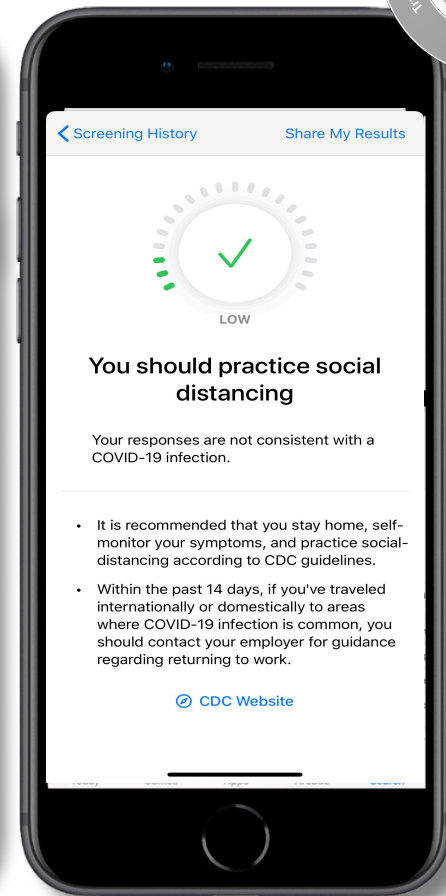 Screening History
Share My Results
LOW
You should practice social
distancing
Your responses are not consistent with a
COVID-19 infection.
• It is recommended that you stay home, self-
monitor your symptoms, and practice social-
distancing according to CDC guidelines.
• Within the past 14 days, if you've traveled
internationally or domestically to areas
where COVID-19 infection is common, you
should contact your employer for guidance
regarding returning to work.
CDC Website